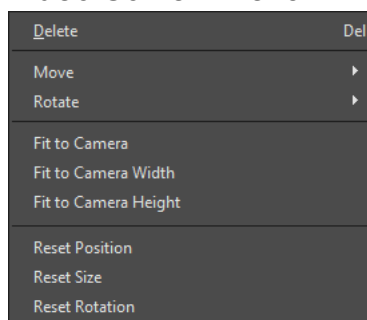 Delete Del
Move
Rotate
Fit to Camera
Fit to Camera Width
Fit to Camera Height
Reset Position
Reset Size
Reset Rotation